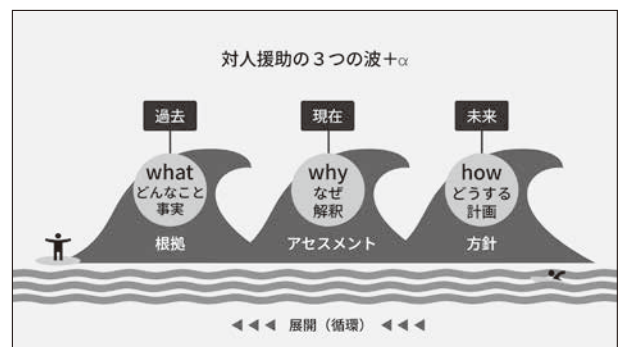 対人援助の3つの波+α
過去
現在
未来
what
どんなこと
事実
根拠
why
なぜ
解釈
アセスメント
how
どうする
計画
方針
◀◀◀ 展開（循環） ◀◀◀